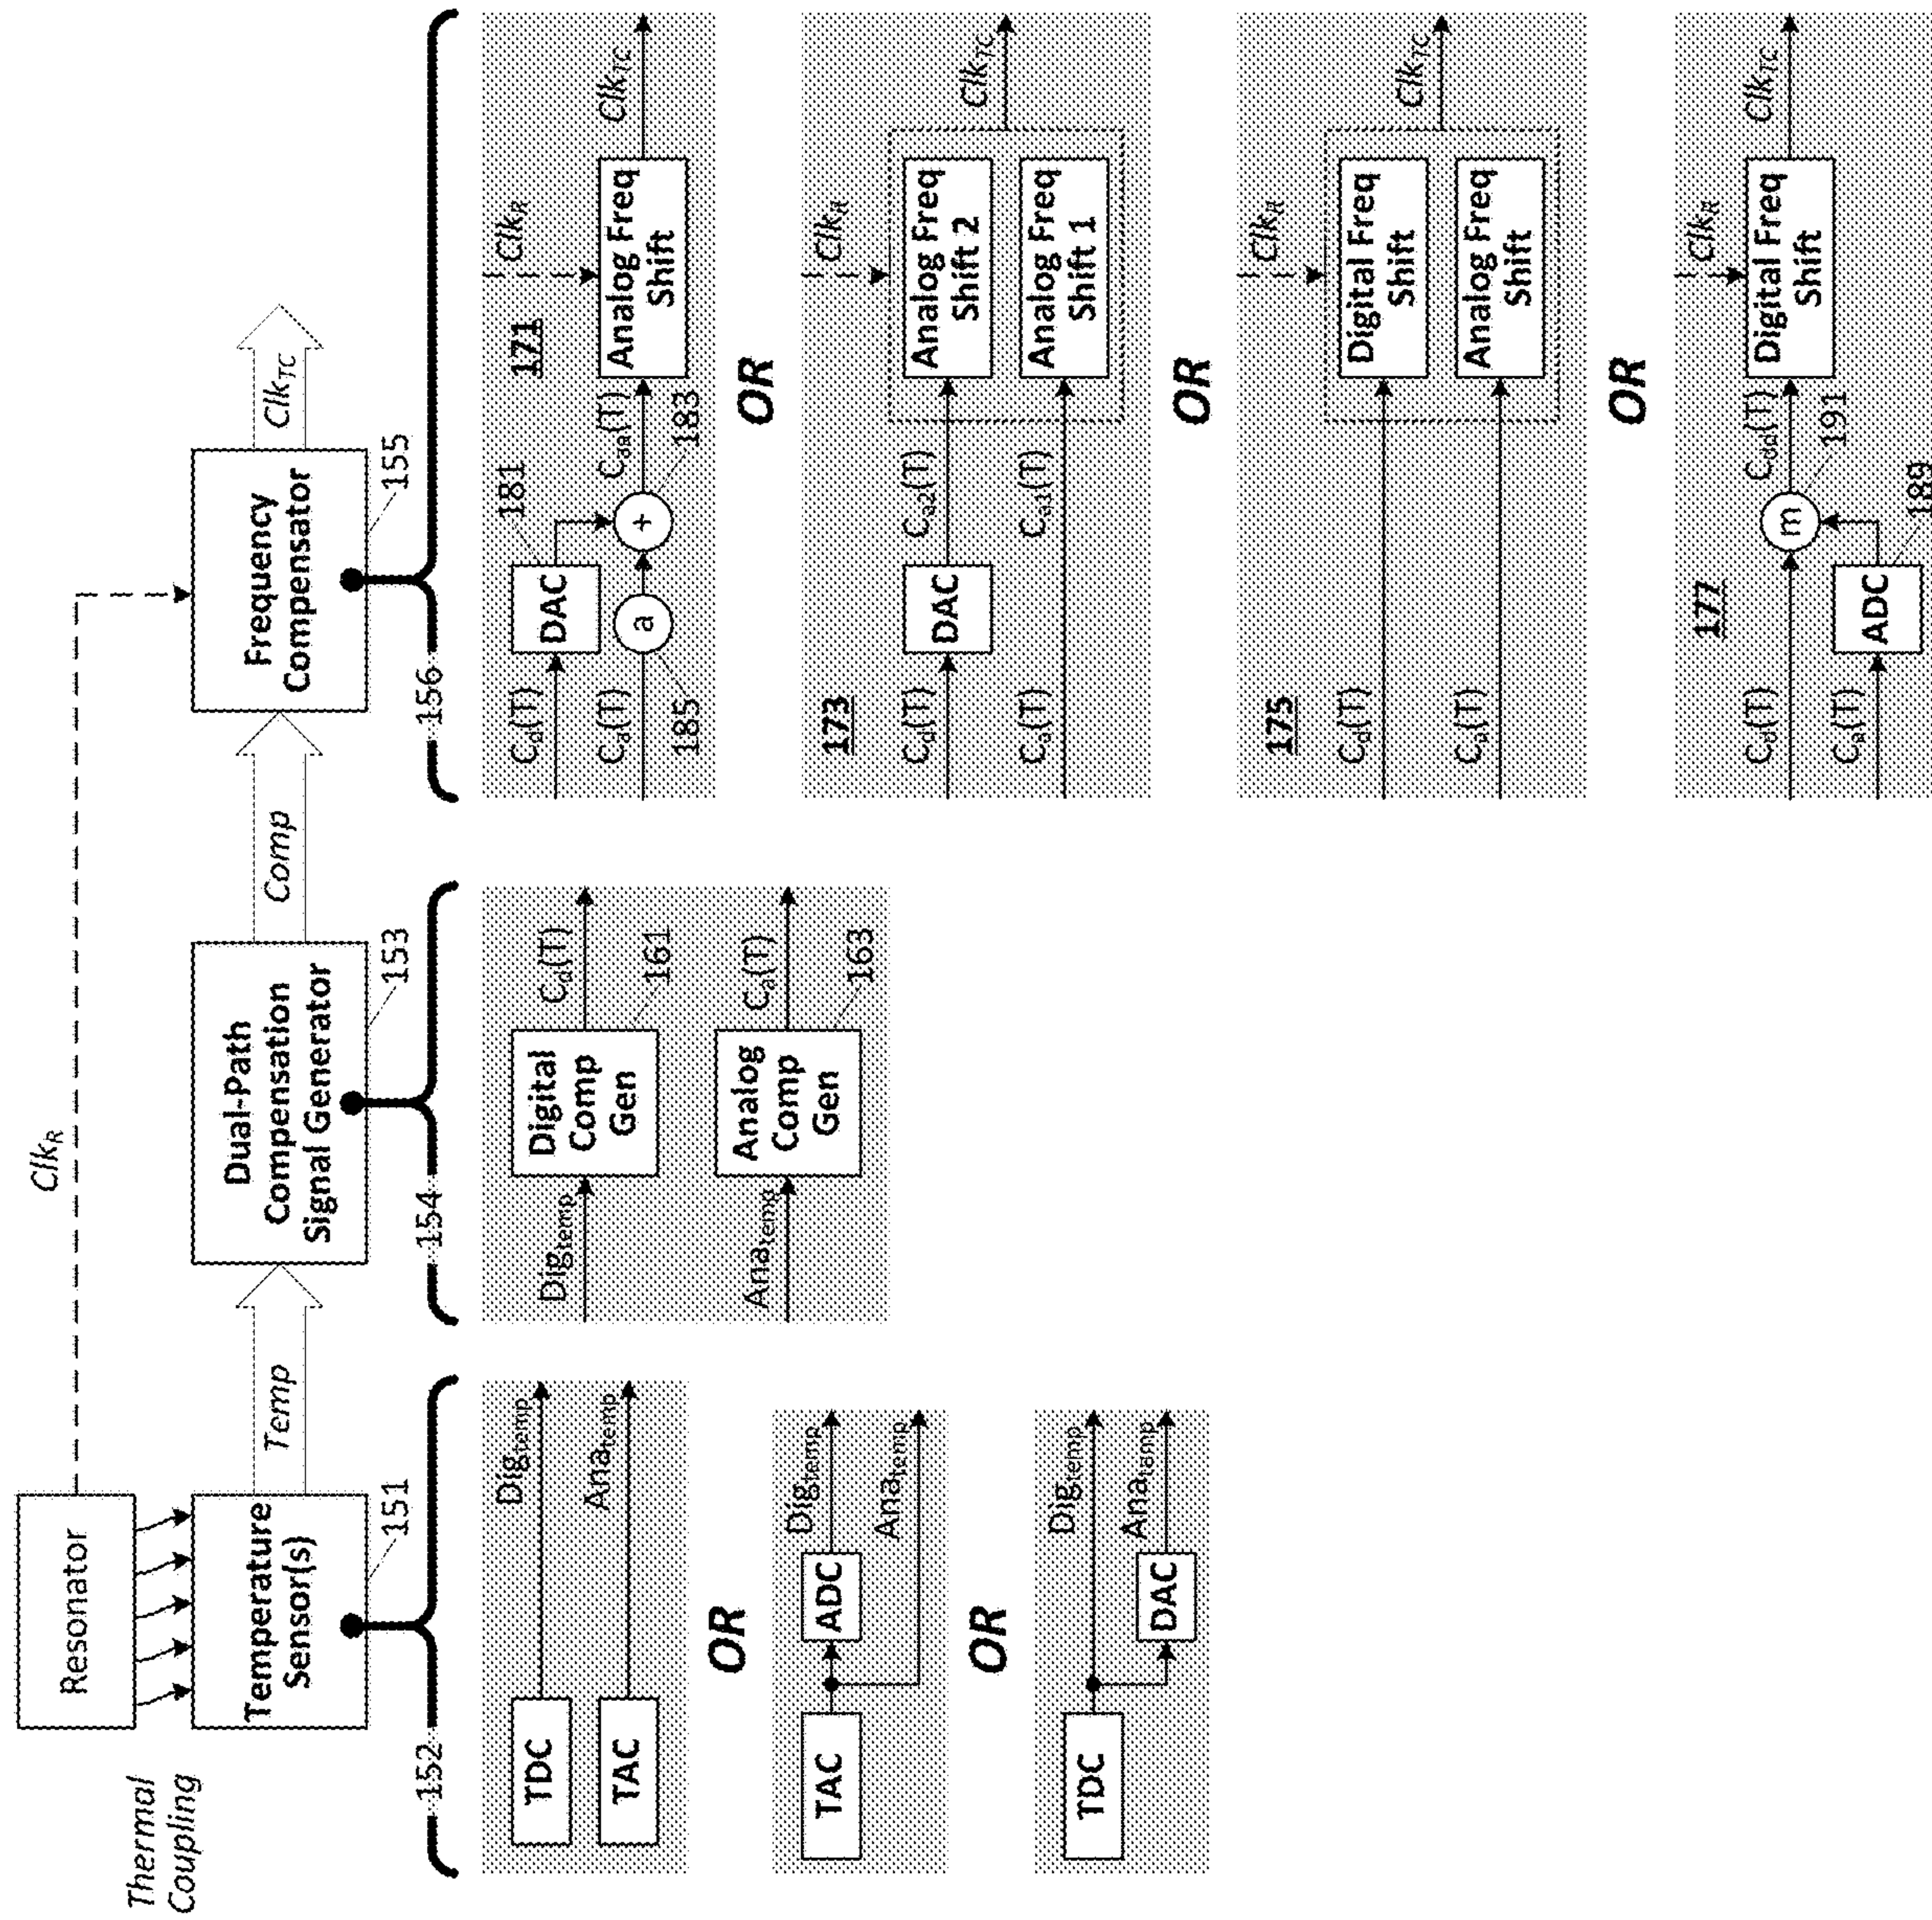 Clk_R
Thermal
Coupling
Resonator
Temperature
Sensor(s)
151
Temp
Dual-Path
Compensation
Signal Generator
153
Comp
Frequency
Compensator
155
Clk_TC
152
TDC
Dig_temp
TAC
Ana_temp
OR
TAC
ADC
Dig_temp
Ana_temp
OR
TDC
Dig_temp
DAC
Ana_temp
154
Dig_temp
Digital
Comp
Gen
C_d(T)
161
Ana_temp
Analog
Comp
Gen
C_a(T)
163
156
171
C_d(T)
DAC
181
C_a(T)
a
185
+
C_aa(T)
183
Clk_R
Analog Freq
Shift
Clk_TC
OR
173
C_d(T)
DAC
C_a2(T)
C_a1(T)
C_a(T)
Clk_R
Analog Freq
Shift 2
Analog Freq
Shift 1
Clk_TC
OR
175
C_d(T)
C_a(T)
Clk_R
Digital Freq
Shift
Analog Freq
Shift
Clk_TC
OR
177
C_d(T)
C_a(T)
ADC
189
m
C_dd(T)
191
Clk_R
Digital Freq
Shift
Clk_TC